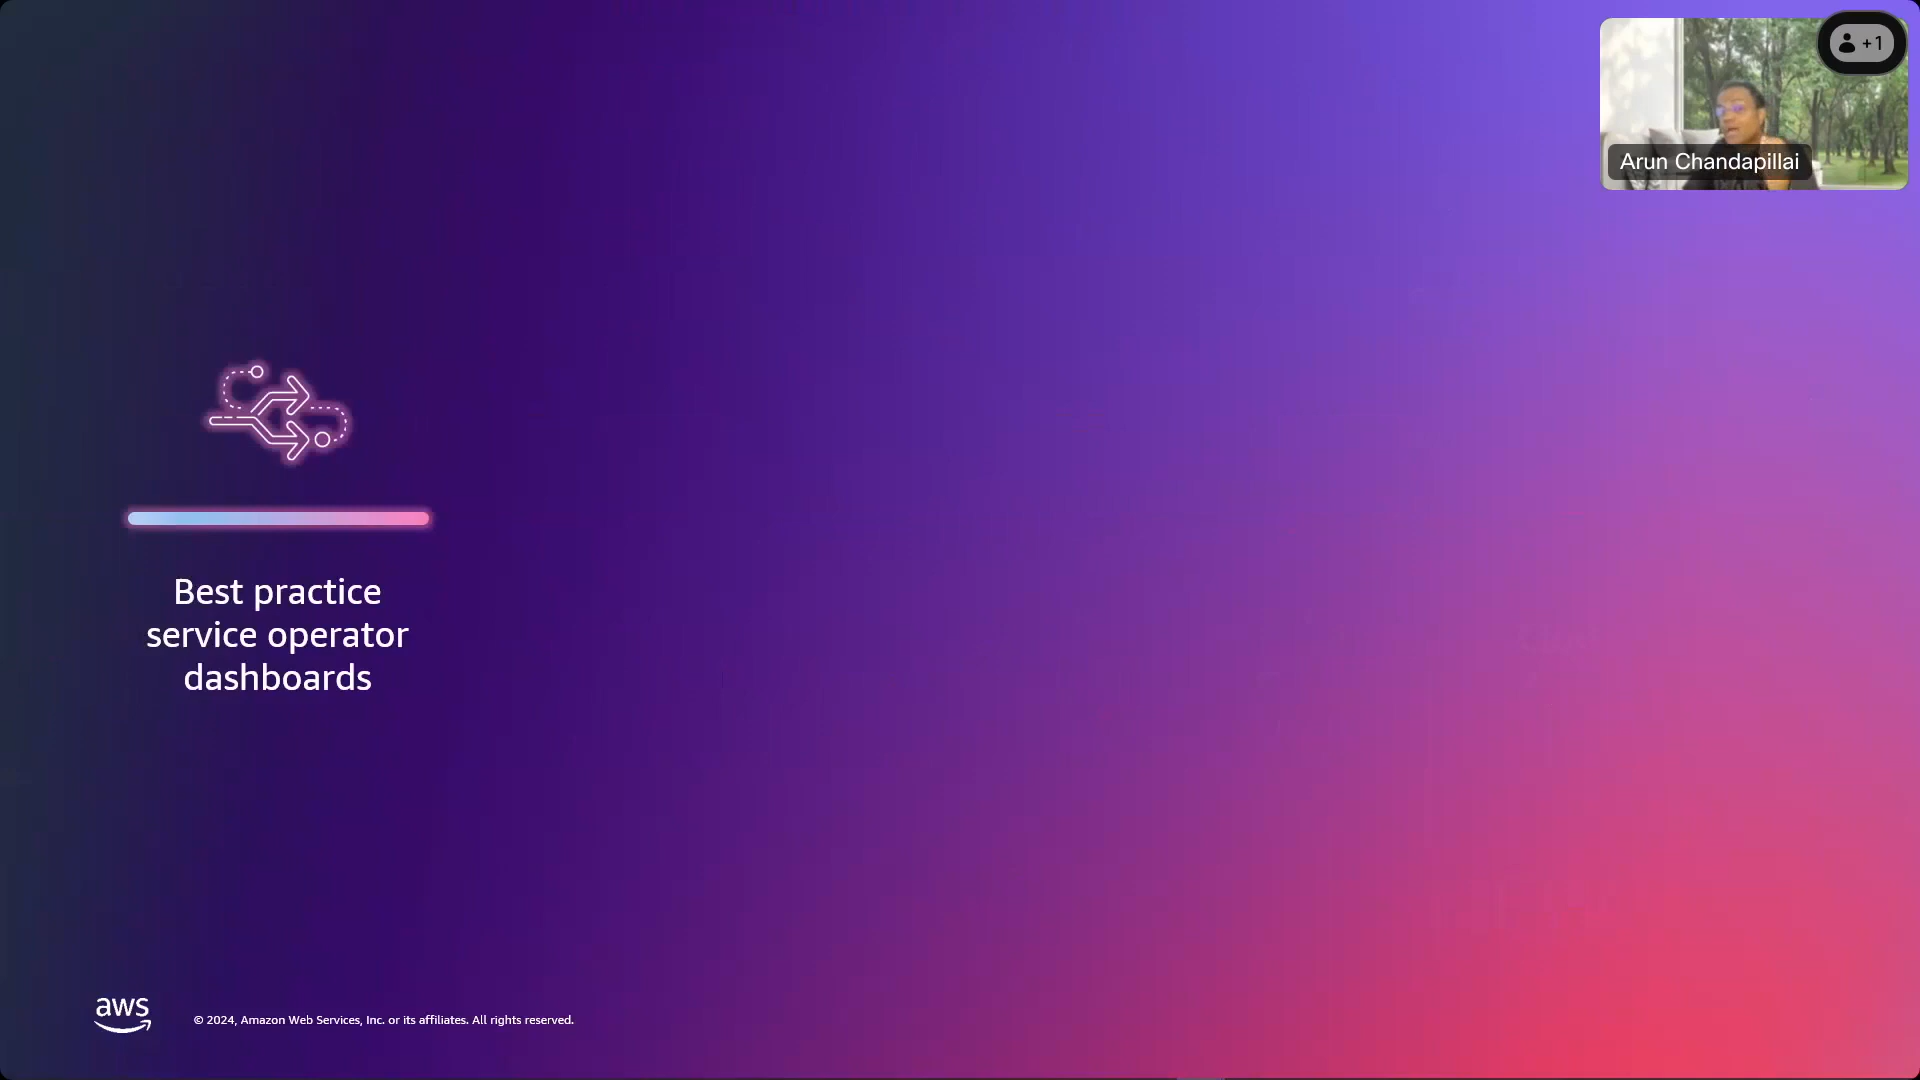 +1
Arun Chandapillai
Best practice
service operator
dashboards
aws
© 2024, Amazon Web Services, Inc. or its affiliates. All rights reserved.